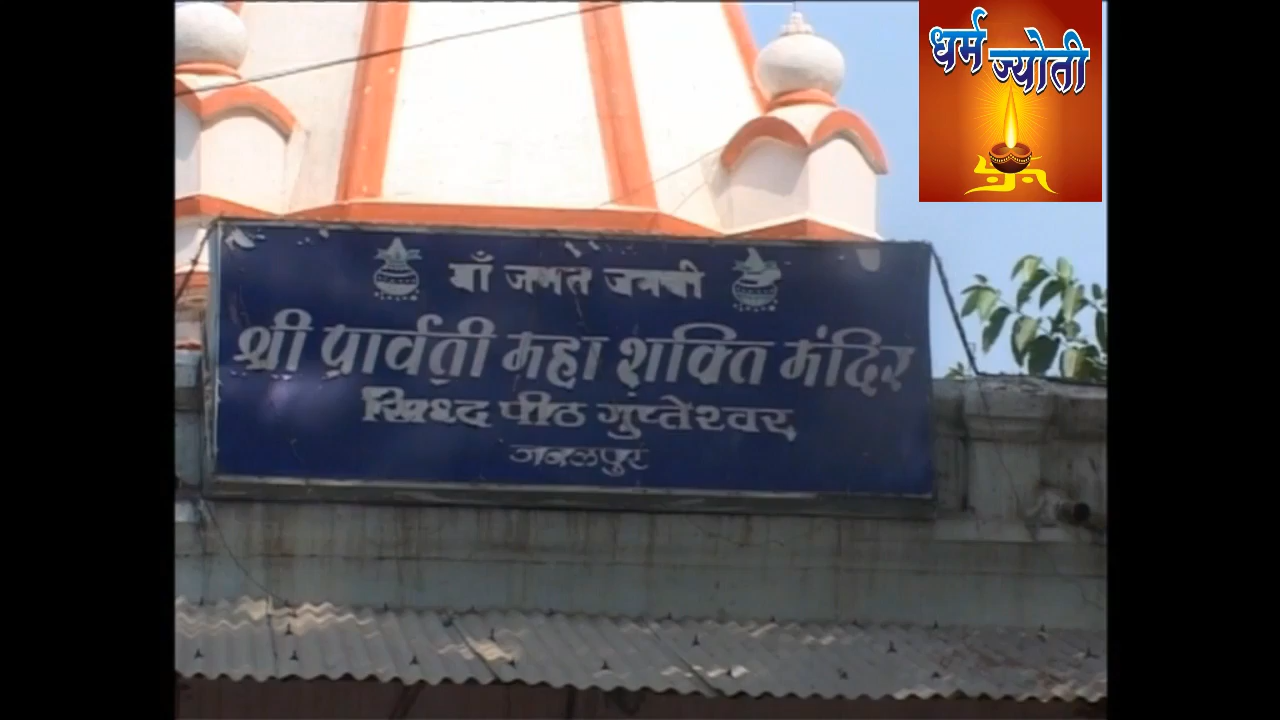 धर्म
ज्योती
माँ जगत जननी
श्री पार्वती महा शक्ति मंदिर
सिध्द पीठ गुप्तेश्वर
जबलपुर